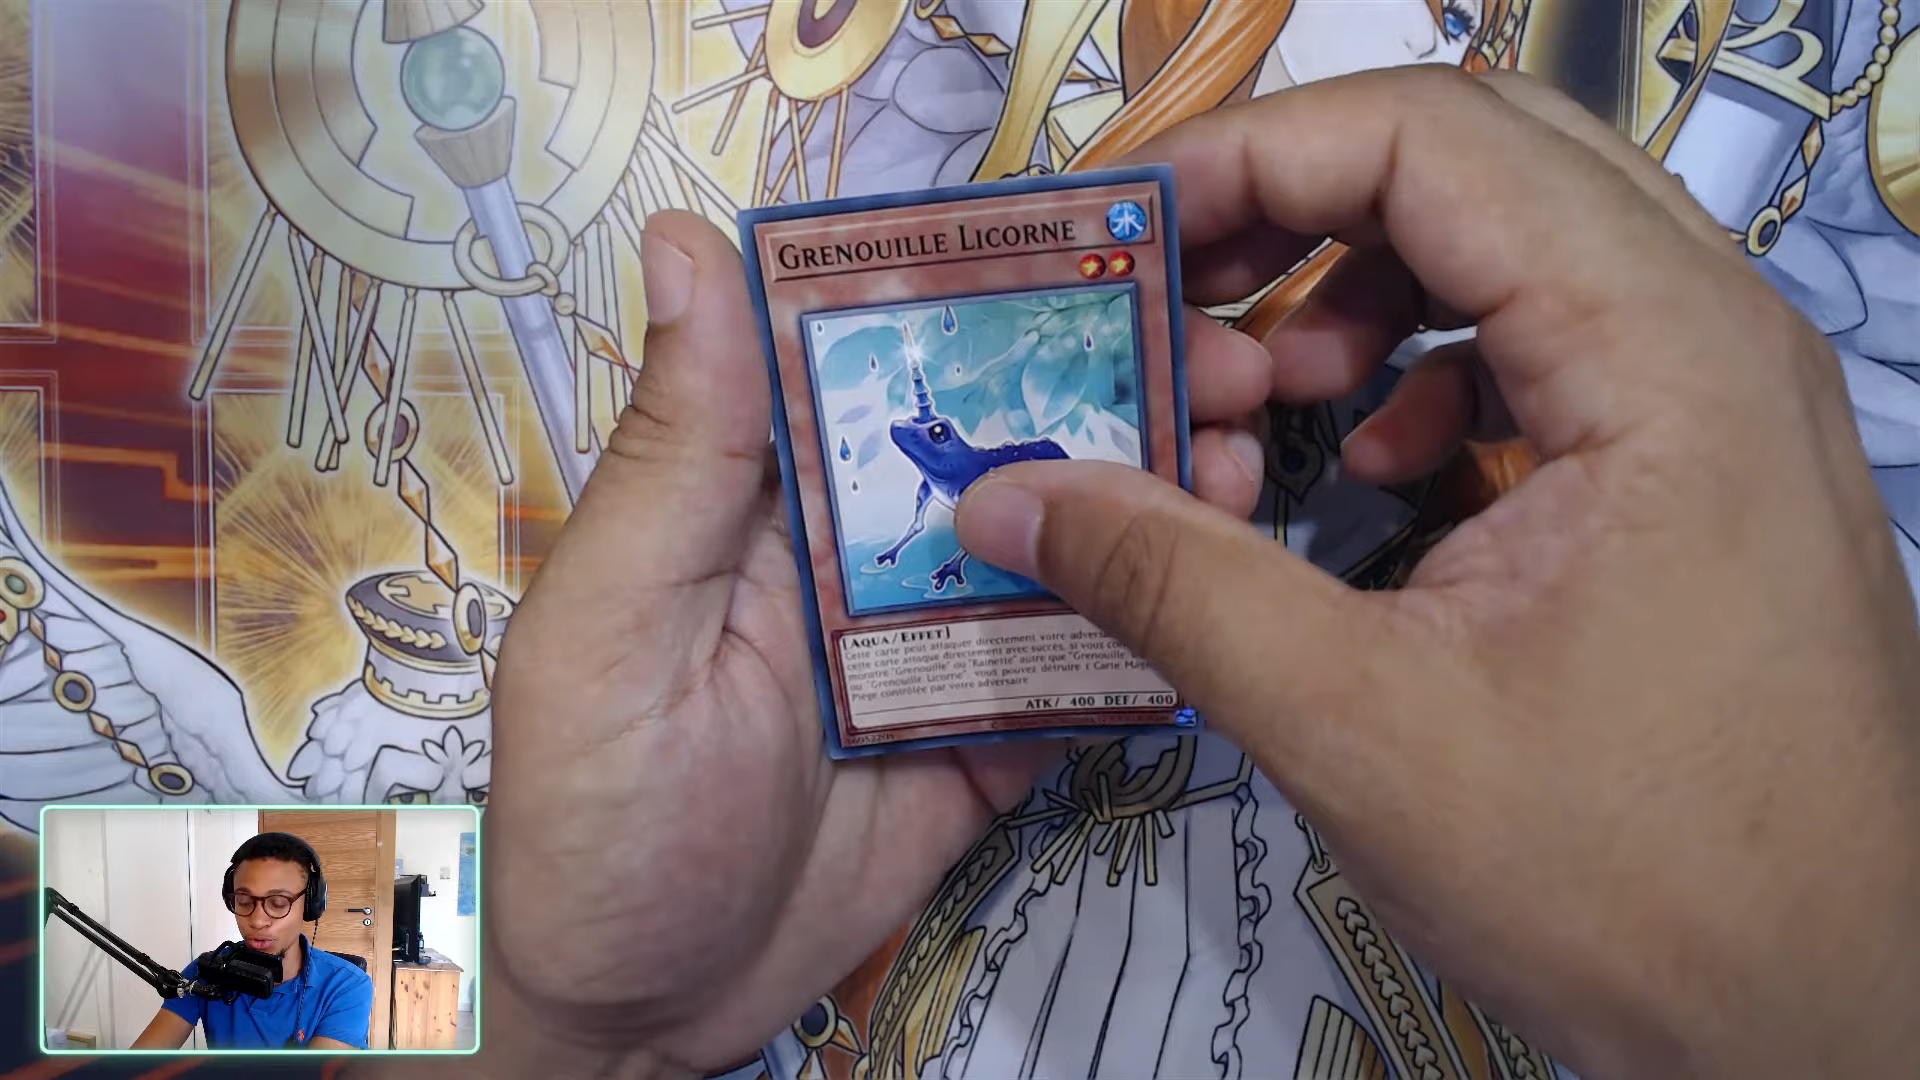 GRENOUILLE LICORNE
水
[AQUA/EFFET]
Cette carte peut attaquer directement votre
cette carte attaque directement avec succès, si vous
monstre "Grenouille" ou "Rainette" autre que "Grenouille
ou "Grenouille Licorne", vous pouvez détruire 1 Carte
Piège contrôlée par votre adversaire
ATK/ 400 DEF/ 400